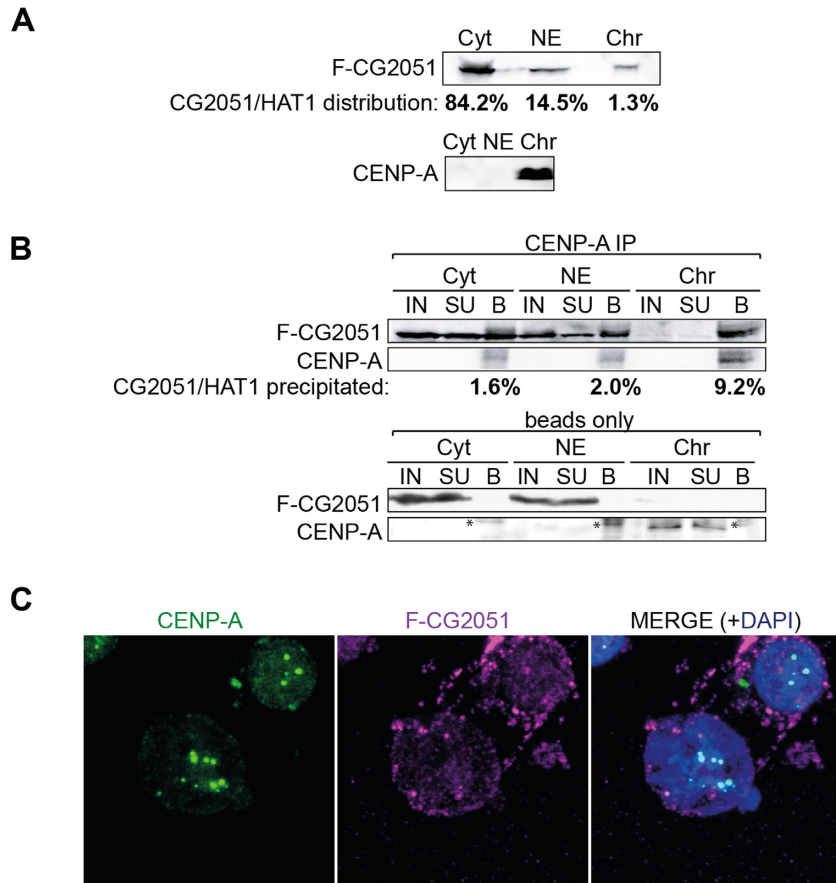 A
Cyt NE Chr
F-CG2051
CG2051/HAT1 distribution: 84.2% 14.5% 1.3%
Cyt NE Chr
CENP-A
B
CENP-A IP
Cyt NE Chr
IN SU B IN SU B IN SU B
F-CG2051
CENP-A
CG2051/HAT1 precipitated: 1.6% 2.0% 9.2%
beads only
Cyt NE Chr
IN SU B IN SU B IN SU B
F-CG2051
CENP-A * * *
C
CENP-A F-CG2051 MERGE (+DAPI)